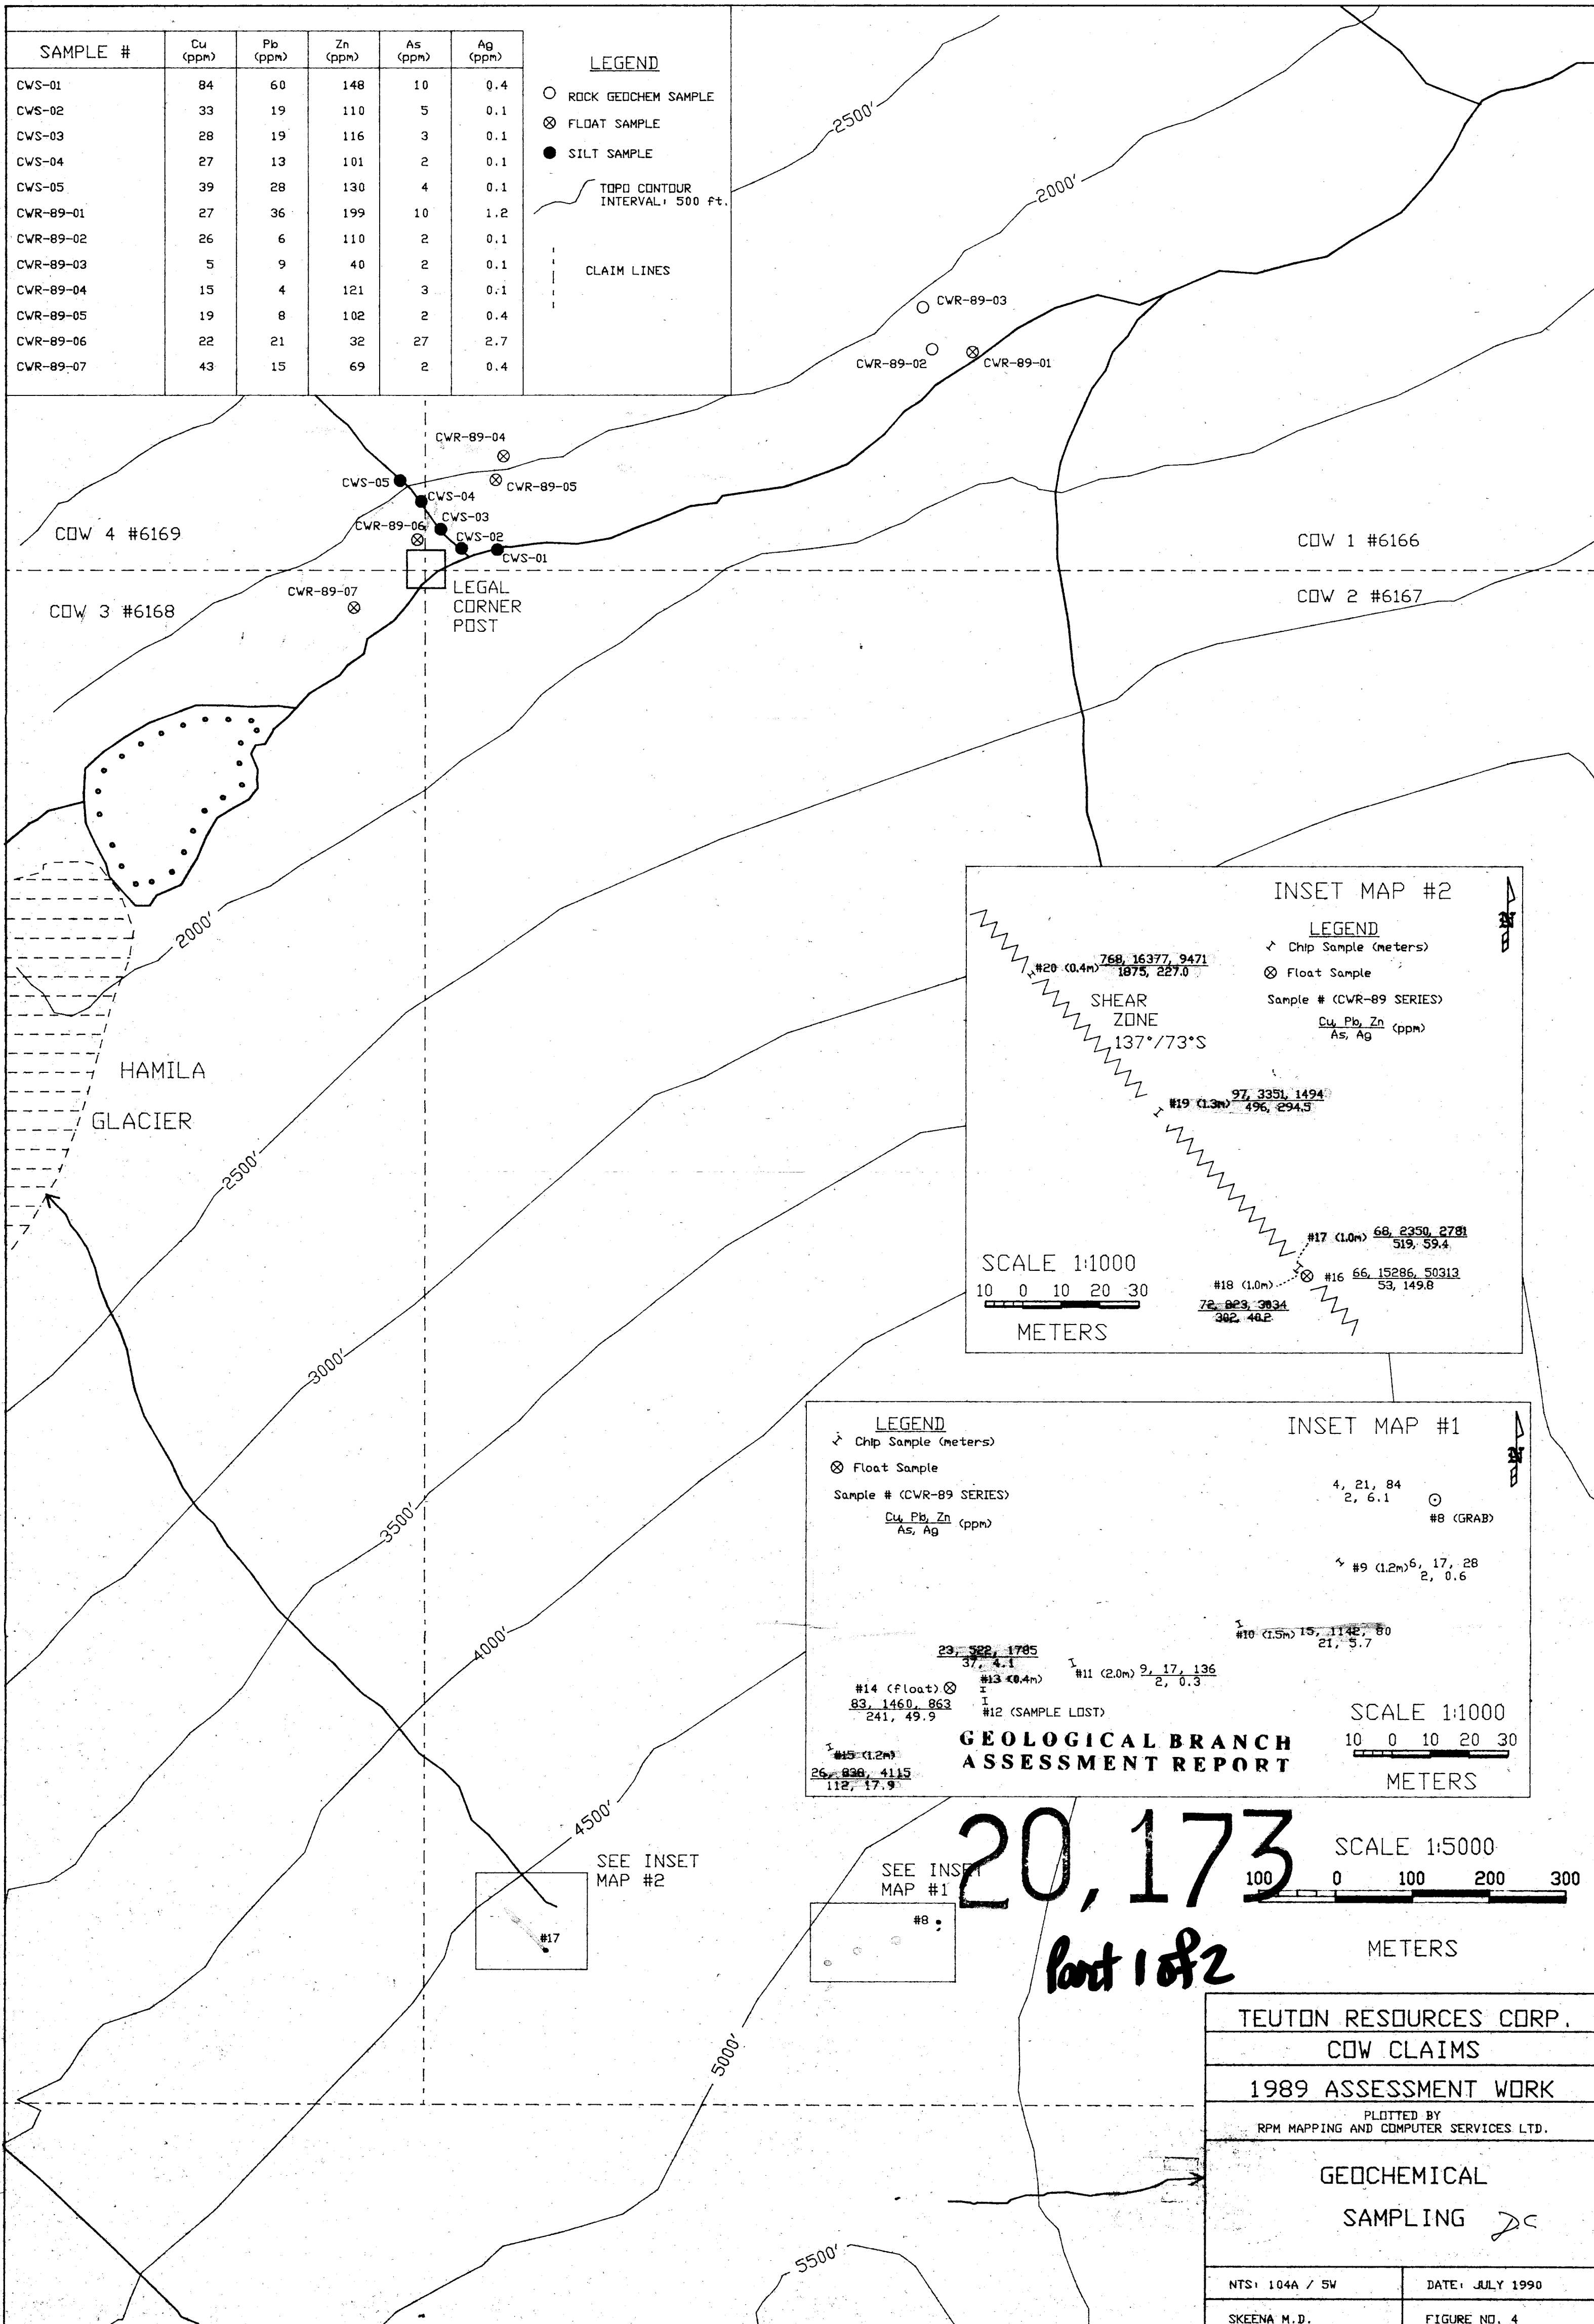 SAMPLE # Cu (ppm) Pb (ppm) Zn (ppm) As (ppm) Ag (ppm)
CWS-01 84 60 148 10 0.4
CWS-02 33 19 110 5 0.1
CWS-03 28 19 116 3 0.1
CWS-04 27 13 101 2 0.1
CWS-05 39 28 130 4 0.1
CWR-89-01 27 36 199 10 1.2
CWR-89-02 26 6 110 2 0.1
CWR-89-03 5 9 40 2 0.1
CWR-89-04 15 4 121 3 0.1
CWR-89-05 19 8 102 2 0.4
CWR-89-06 22 21 32 27 2.7
CWR-89-07 43 15 69 2 0.4
LEGEND
ROCK GEOCHEM SAMPLE
FLOAT SAMPLE
SILT SAMPLE
TOPO CONTOUR
INTERVAL: 500 ft.
CLAIM LINES
2500'
2000'
CWR-89-03
CWR-89-02
CWR-89-01
CWR-89-04
CWS-05
CWR-89-05
CWS-04
CWS-03
CWR-89-06
CWS-02
CWS-01
COW 4 #6169
COW 1 #6166
COW 3 #6168
CWR-89-07
LEGAL
CORNER
POST
COW 2 #6167
2000'
HAMILA
GLACIER
2500'
3000'
3500'
4000'
4500'
5000'
5500'
INSET MAP #2
N
LEGEND
Chip Sample (meters)
Float Sample
Sample # (CWR-89 SERIES)
Cu, Pb, Zn
As, Ag (ppm)
#20 (0.4m) 768, 16377, 9471
1875, 227.0
SHEAR
ZONE
137°/73°S
#19 (1.3m) 97, 3351, 1494
496, 294.5
#17 (1.0m) 68, 2350, 2781
519, 59.4
#16 66, 15286, 50313
53, 149.8
#18 (1.0m)
72, 823, 3034
302, 40.2
SCALE 1:1000
10 0 10 20 30
METERS
INSET MAP #1
N
LEGEND
Chip Sample (meters)
Float Sample
Sample # (CWR-89 SERIES)
Cu, Pb, Zn
As, Ag (ppm)
4, 21, 84
2, 6.1
#8 (GRAB)
#9 (1.2m) 6, 17, 28
2, 0.6
#10 (1.5m) 15, 1142, 80
21, 5.7
#11 (2.0m) 9, 17, 136
2, 0.3
23, 522, 1785
37, 4.1
#13 (0.4m)
#14 (float)
83, 1460, 863
241, 49.9
#12 (SAMPLE LOST)
#15 (1.2m)
26, 838, 4115
112, 17.9
SCALE 1:1000
10 0 10 20 30
METERS
GEOLOGICAL BRANCH
ASSESSMENT REPORT
20,173
Part 1 of 2
SEE INSET
MAP #2
#17
SEE INSET
MAP #1
#8
SCALE 1:5000
100 0 100 200 300
METERS
TEUTON RESOURCES CORP.
COW CLAIMS
1989 ASSESSMENT WORK
PLOTTED BY
RPM MAPPING AND COMPUTER SERVICES LTD.
GEOCHEMICAL
SAMPLING DC
NTS: 104A / 5W
DATE: JULY 1990
SKEENA M.D.
FIGURE NO. 4